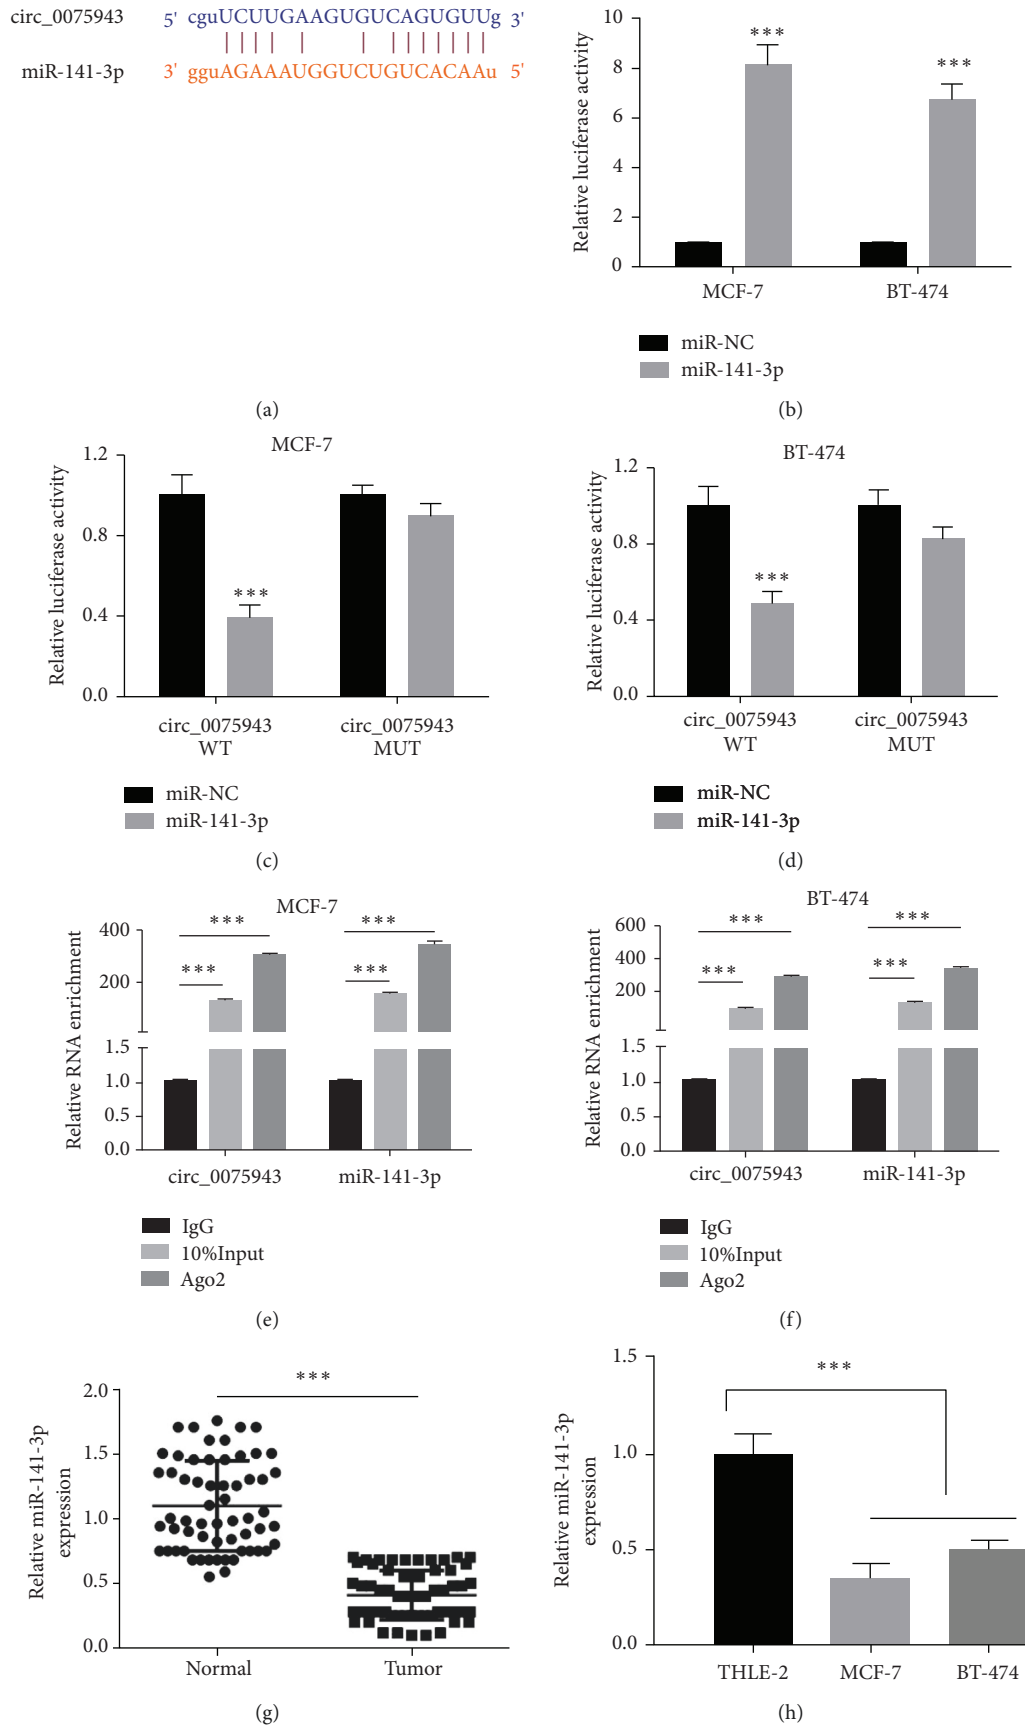 circ_0075943 5' cguUCUUGAAGUGUCAGUGUUg 3'
miR-141-3p 3' gguAGAAAUGGUCUGUCACAAu 5'
(a)
Relative luciferase activity
10
8
6
4
2
0
***
***
MCF-7 BT-474
miR-NC
miR-141-3p
(b)
MCF-7
Relative luciferase activity
1.2
0.8
0.4
0.0
***
circ_0075943 WT
circ_0075943 MUT
miR-NC
miR-141-3p
(c)
BT-474
Relative luciferase activity
1.2
0.8
0.4
0.0
***
circ_0075943 WT
circ_0075943 MUT
miR-NC
miR-141-3p
(d)
MCF-7
Relative RNA enrichment
400
200
1.5
1.0
0.5
0.0
*** ***
*** ***
circ_0075943 miR-141-3p
IgG
10%Input
Ago2
(e)
BT-474
Relative RNA enrichment
600
400
200
1.5
1.0
0.5
0.0
*** ***
*** ***
circ_0075943 miR-141-3p
IgG
10%Input
Ago2
(f)
Relative miR-141-3p
expression
2.0
1.5
1.0
0.5
0.0
***
Normal Tumor
(g)
Relative miR-141-3p
expression
1.5
1.0
0.5
0.0
***
THLE-2 MCF-7 BT-474
(h)